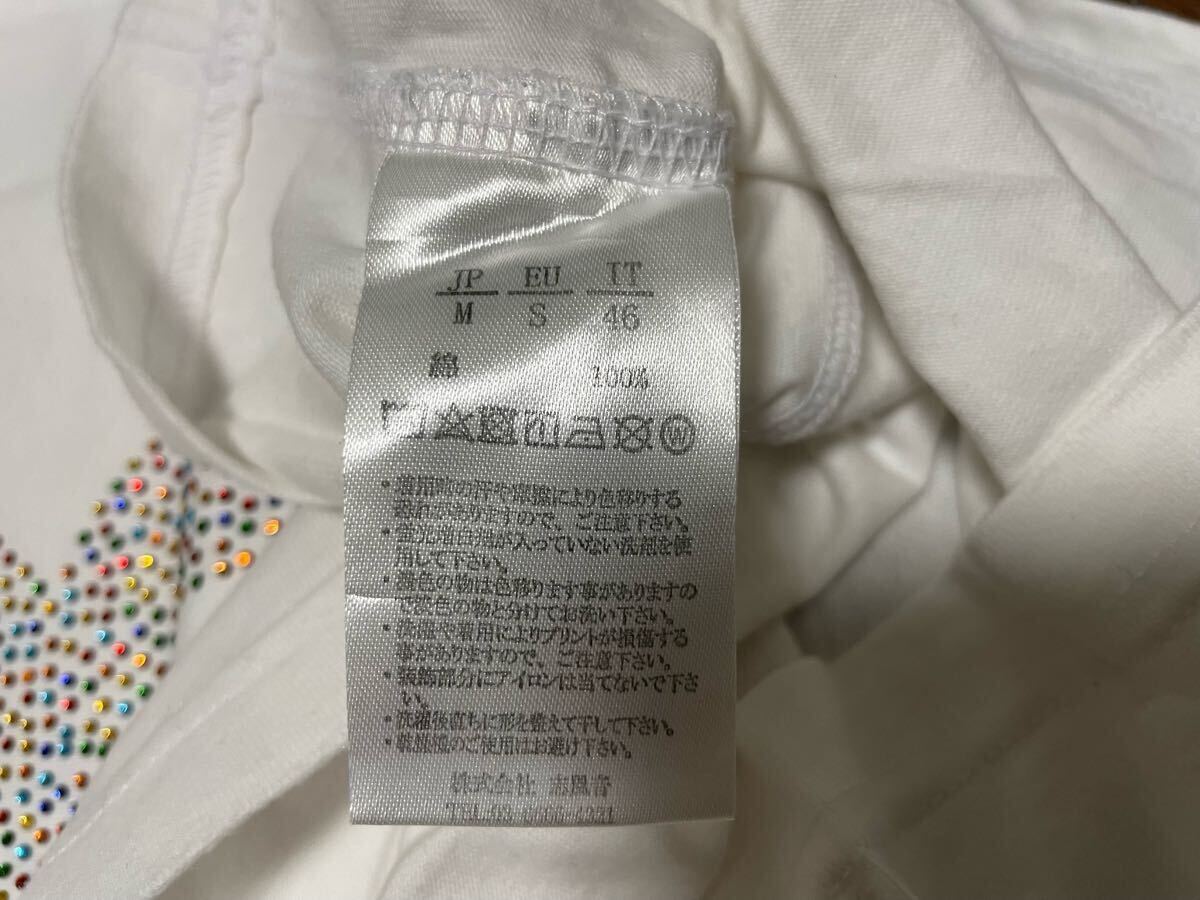 JP EU IT
M S 46
綿 100%
・着用時の汗や摩擦により色移りする
恐れがありますので、ご注意下さい。
・蛍光増白剤が入っていない洗剤を使
用して下さい。
・濃色の物は色移ります事がありますの
で淡色の物と分けてお洗い下さい。
・洗濯や着用によりプリントが損傷する
事がありますので、ご注意下さい。
・装飾部分にアイロンは当てないで下さ
い。
・洗濯後直ちに形を整えて干して下さい。
・乾燥機のご使用はお避け下さい。
株式会社 志風音